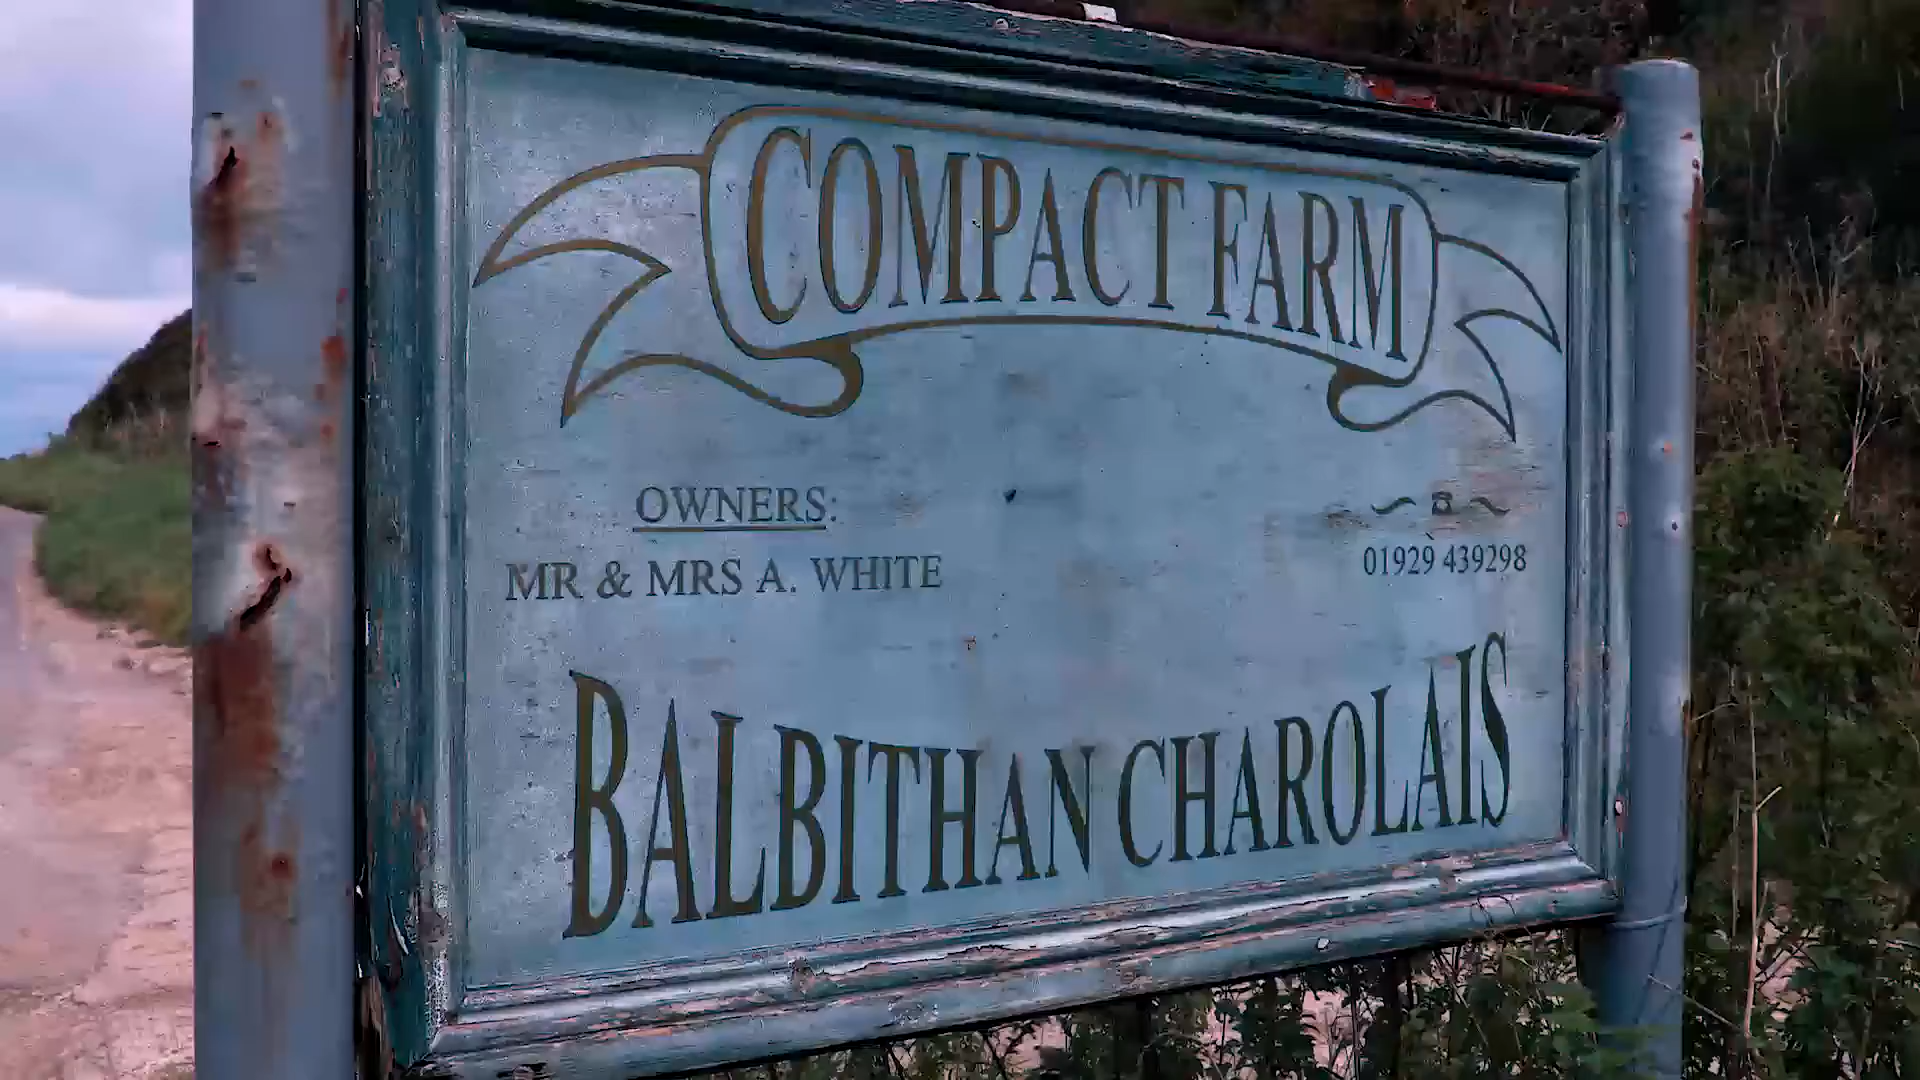 COMPACT FARM
OWNERS:
MR & MRS A. WHITE
01929 439298
BALBITHAN CHAROLAIS